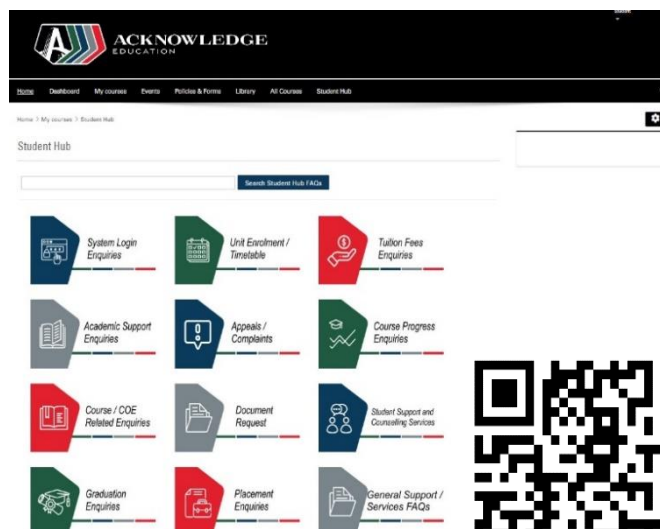 ACKNOWLEDGE
EDUCATION
Home Dashboard My courses Events Policies & Forms Library All Courses Student Hub
Home > My courses > Student Hub
Student Hub
Search Student Hub FAQs
System Login
Enquiries
Unit Enrolment /
Timetable
Tuition Fees
Enquiries
Academic Support
Enquiries
Appeals /
Complaints
Course Progress
Enquiries
Course / COE
Related Enquiries
Document
Request
Student Support and
Counselling Services
Graduation
Enquiries
Placement
Enquiries
General Support /
Services FAQs